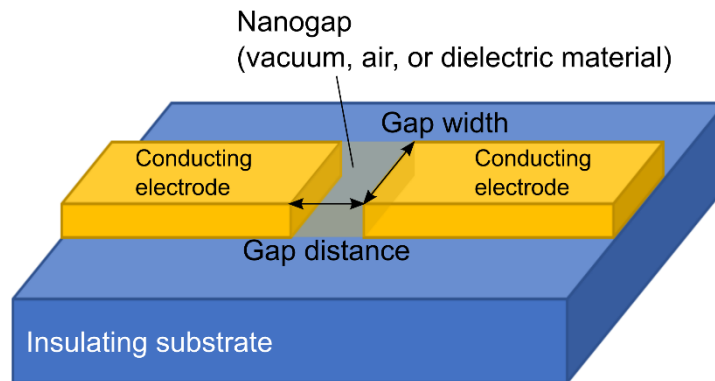 Nanogap
(vacuum, air, or dielectric material)
Gap width
Conducting
electrode
Conducting
electrode
Gap distance
Insulating substrate